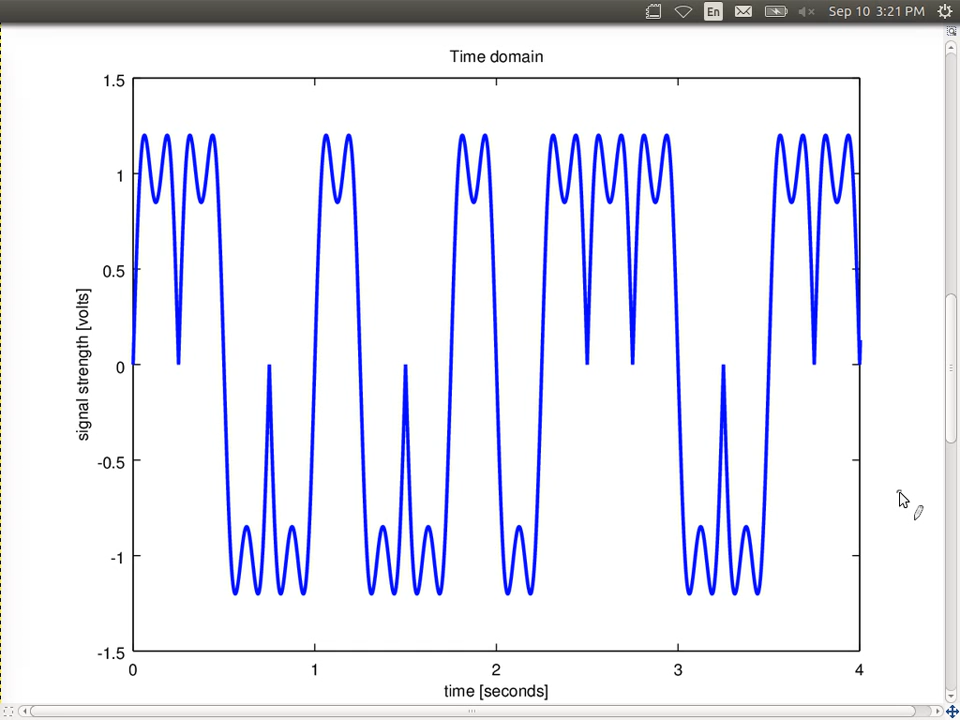 En Sep 10 3:21 PM
Time domain
1.5
1
0.5
0
-0.5
-1
-1.5
signal strength [volts]
0 1 2 3 4
time [seconds]